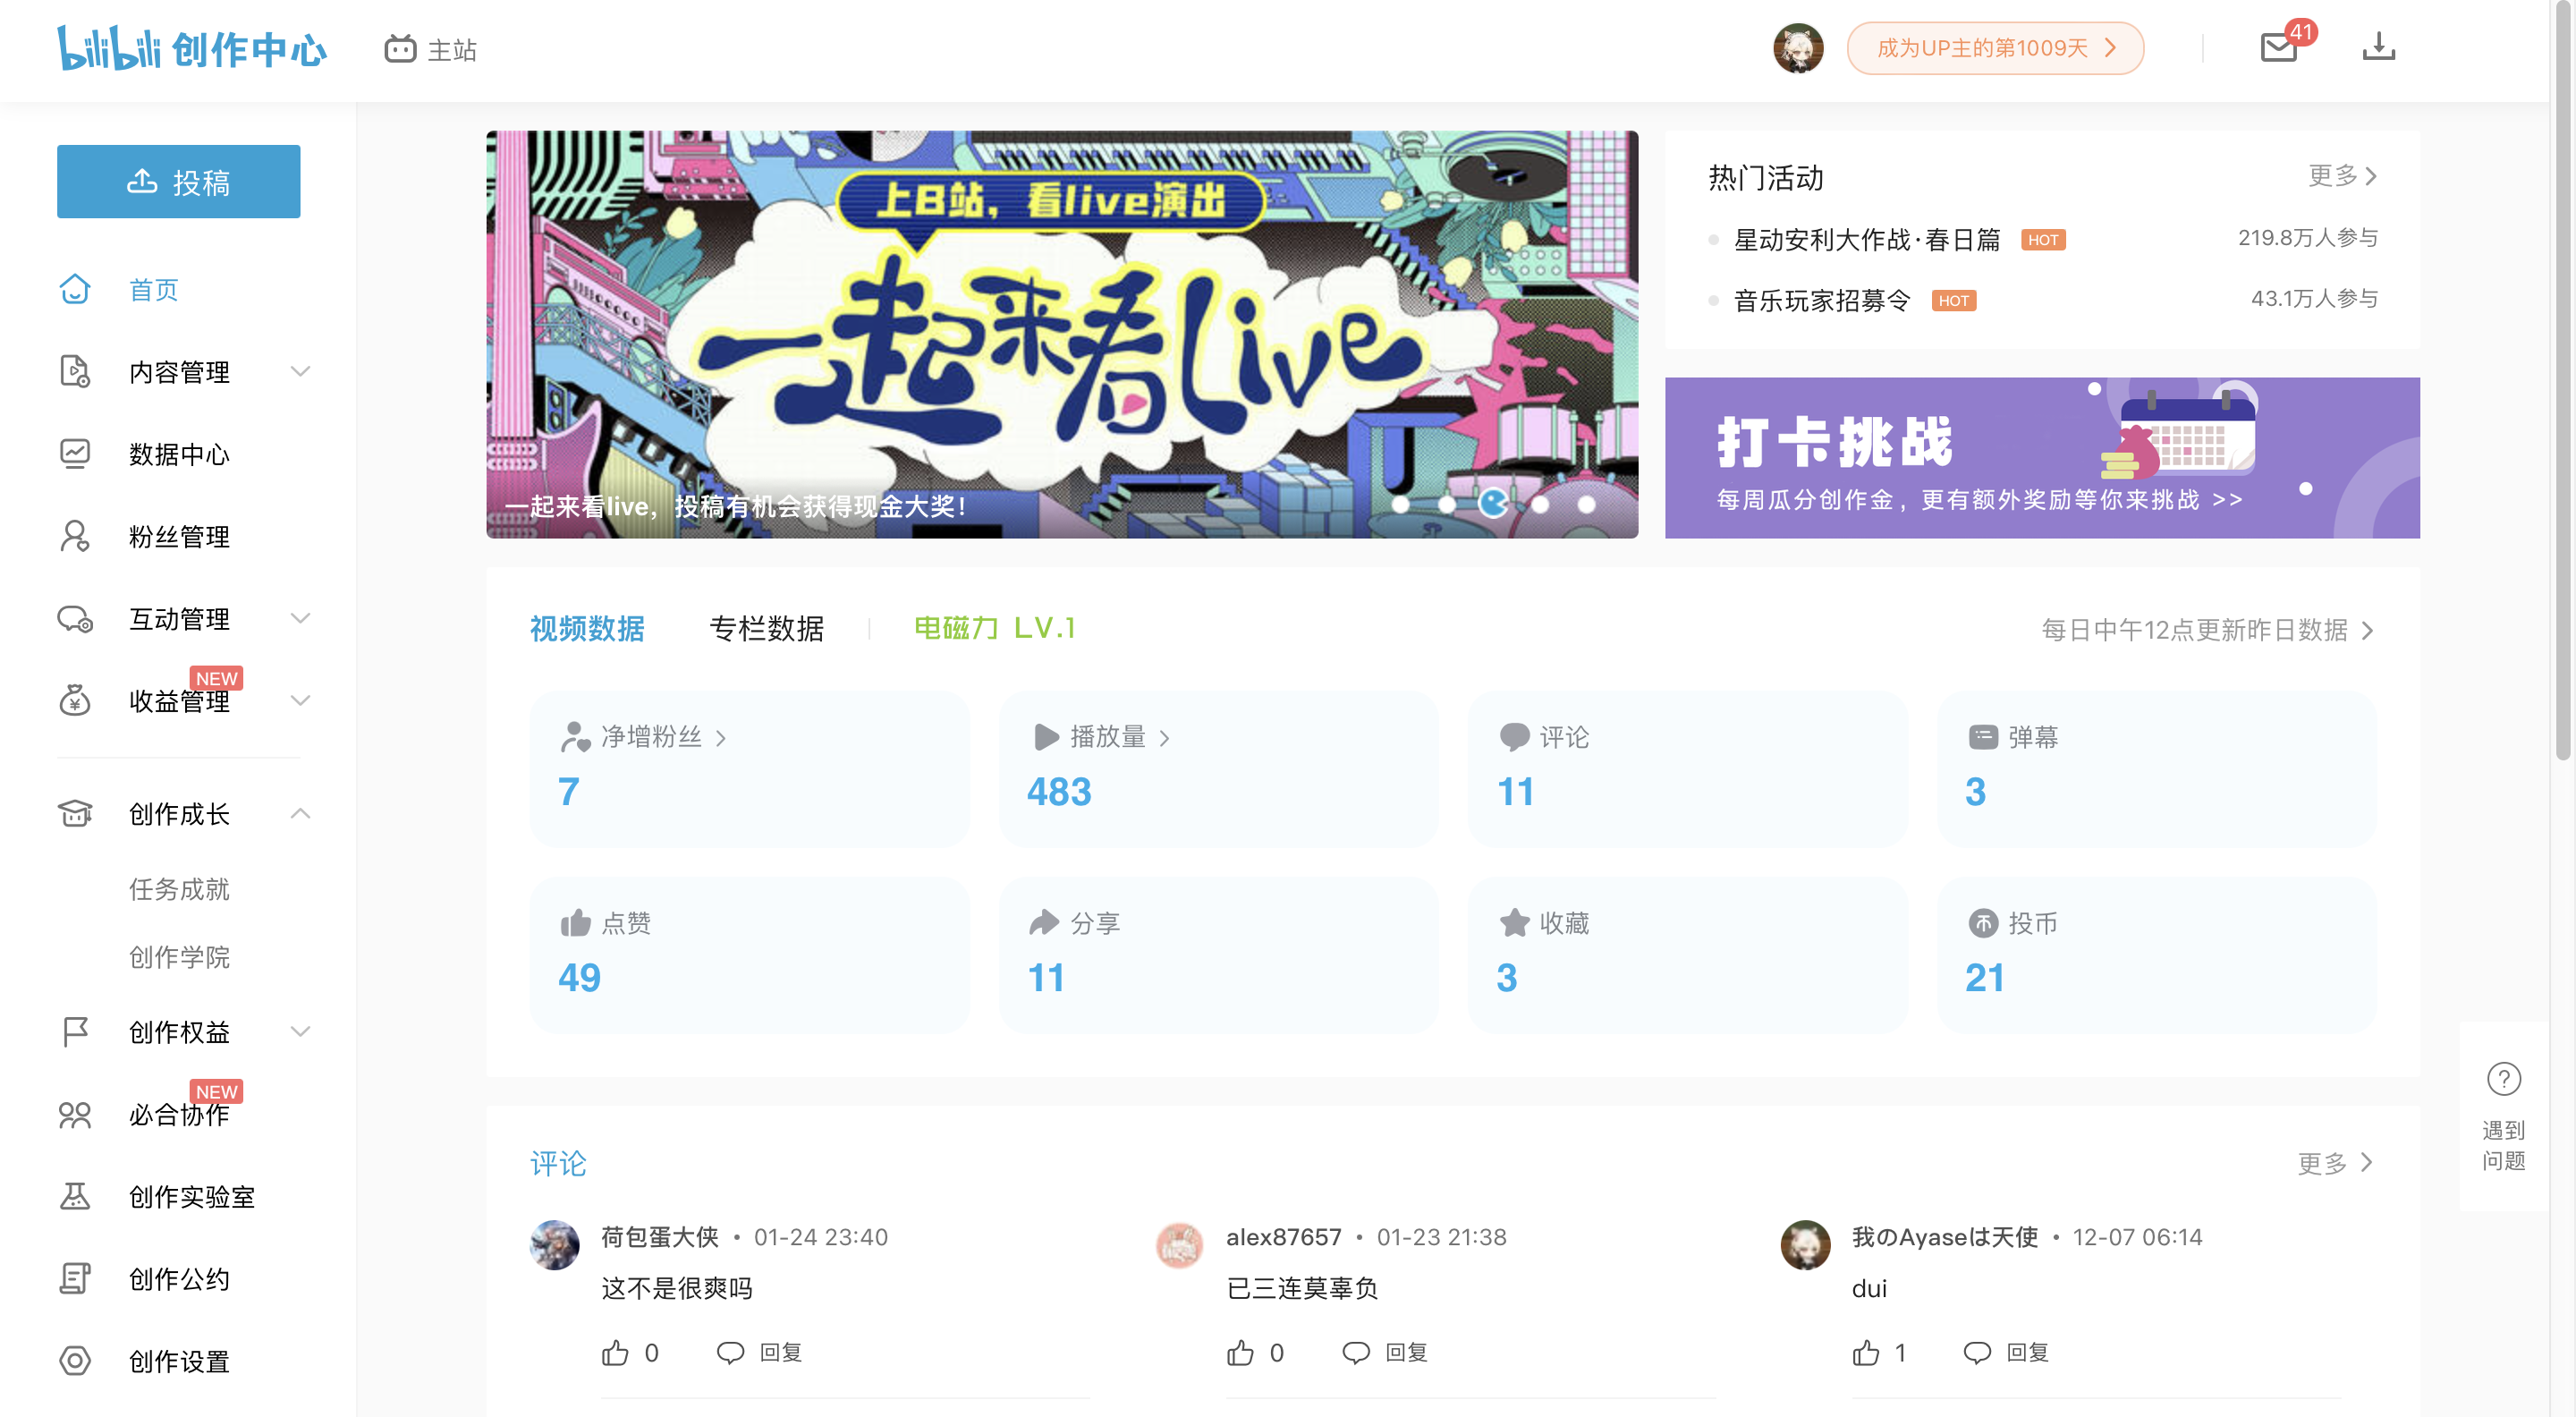 bilibili 创作中心
主站
成为UP主的第1009天
41
投稿
首页
内容管理
数据中心
粉丝管理
互动管理
收益管理
NEW
创作成长
任务成就
创作学院
创作权益
必合协作
NEW
创作实验室
创作公约
创作设置
上B站，看live演出
一起来看Live
一起来看live，投稿有机会获得现金大奖！
热门活动
更多
星动安利大作战·春日篇 HOT 219.8万人参与
音乐玩家招募令 HOT 43.1万人参与
打卡挑战
每周瓜分创作金，更有额外奖励等你来挑战 >>
视频数据 专栏数据 电磁力 LV.1 每日中午12点更新昨日数据
净增粉丝
7
播放量
483
评论
11
弹幕
3
点赞
49
分享
11
收藏
3
投币
21
评论
更多
荷包蛋大侠 • 01-24 23:40
这不是很爽吗
0 回复
alex87657 • 01-23 21:38
已三连莫辜负
0 回复
我のAyaseは天使 • 12-07 06:14
dui
1 回复
?
遇到
问题